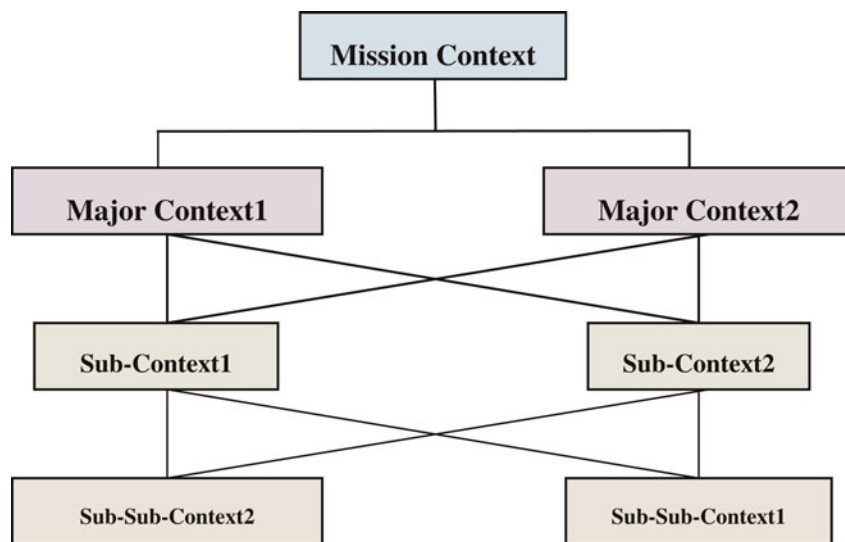 Mission Context
Major Context1
Major Context2
Sub-Context1
Sub-Context2
Sub-Sub-Context2
Sub-Sub-Context1